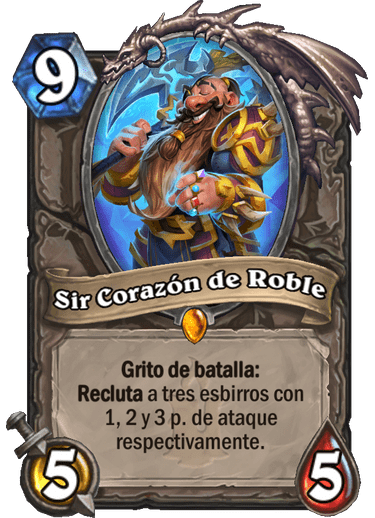 9
Sir Corazón de Roble
Grito de batalla:
Recluta a tres esbirros con
1, 2 y 3 p. de ataque
respectivamente.
5
5